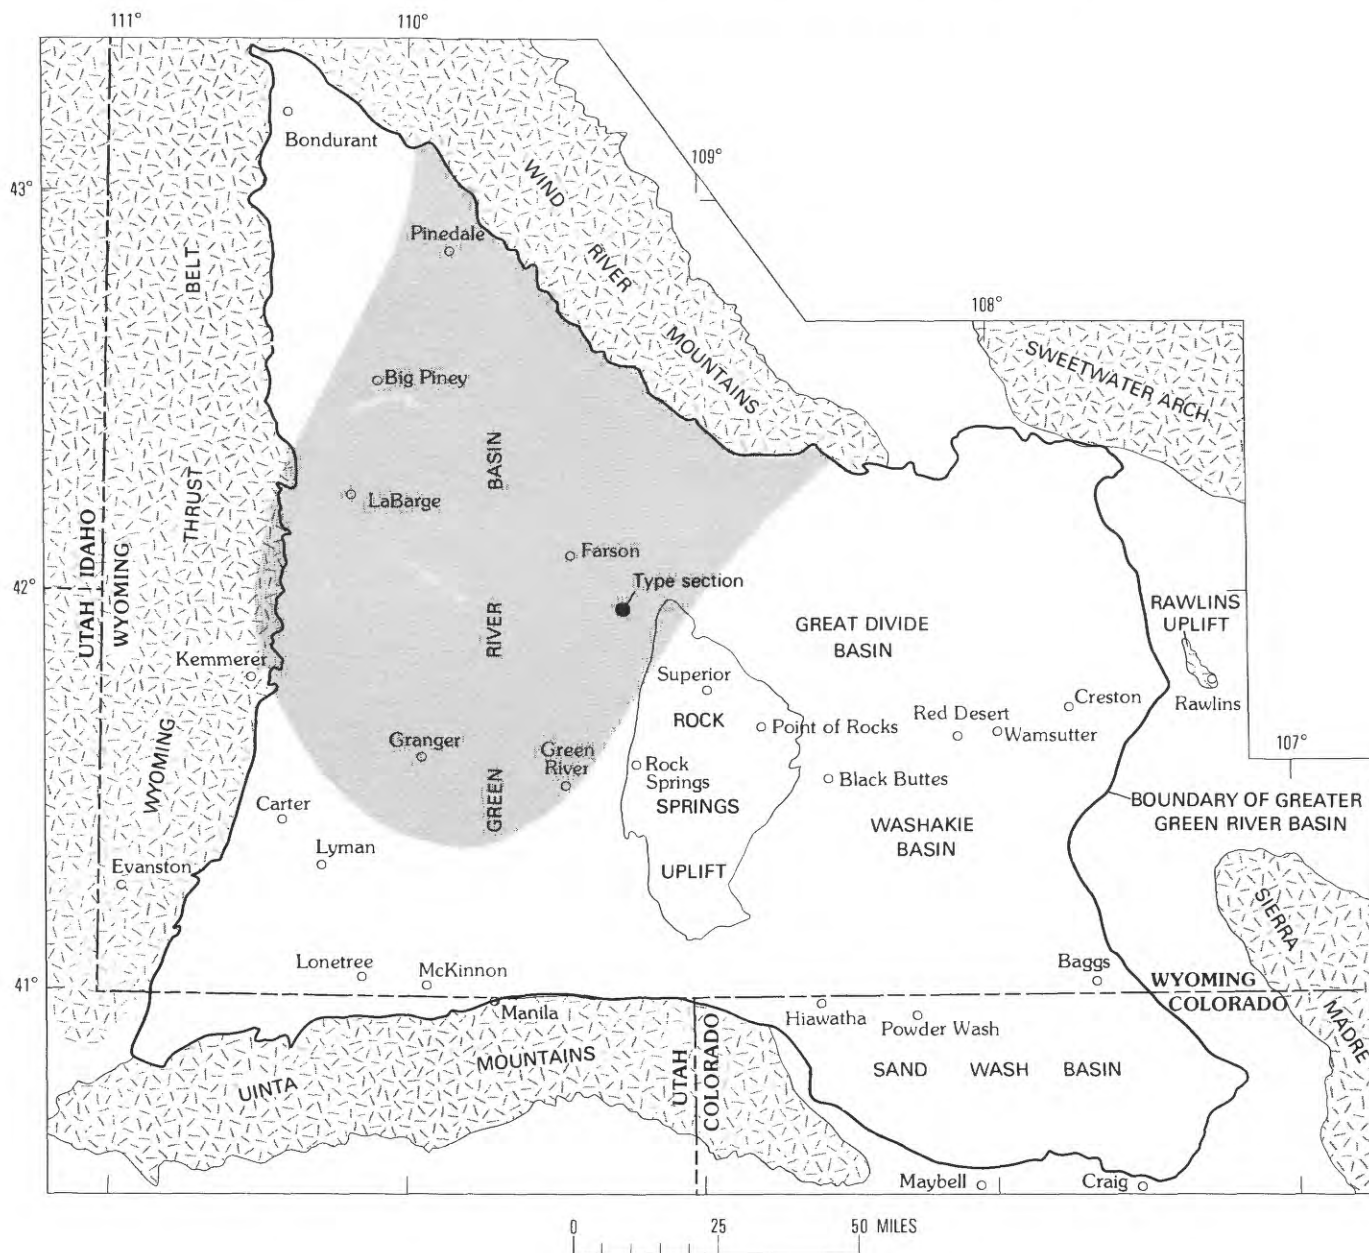 111°
110°
Bondurant
43°
109°
WIND
RIVER
MOUNTAINS
Pinedale
BELT
108°
SWEETWATER ARCH
Big Piney
BASIN
THRUST
LaBarge
Farson
42°
UTAH
IDAHO
WYOMING
Type section
RAWLINS
UPLIFT
GREAT DIVIDE
BASIN
RIVER
Kemmerer
Superior
Rawlins
Creston
ROCK
Point of Rocks
Red Desert
Wamsutter
107°
Granger
Green
River
Rock
Springs
Black Buttes
WYOMING
GREEN
SPRINGS
Carter
BOUNDARY OF GREATER
GREEN RIVER BASIN
WASHAKIE
BASIN
Lyman
Evanston
UPLIFT
SIERRA
MADRE
Lonetree
McKinnon
Baggs
41°
WYOMING
COLORADO
Manila
Hiawatha
Powder Wash
UINTA
MOUNTAINS
UTAH
COLORADO
SAND WASH BASIN
Maybell
Craig
0 25 50 MILES